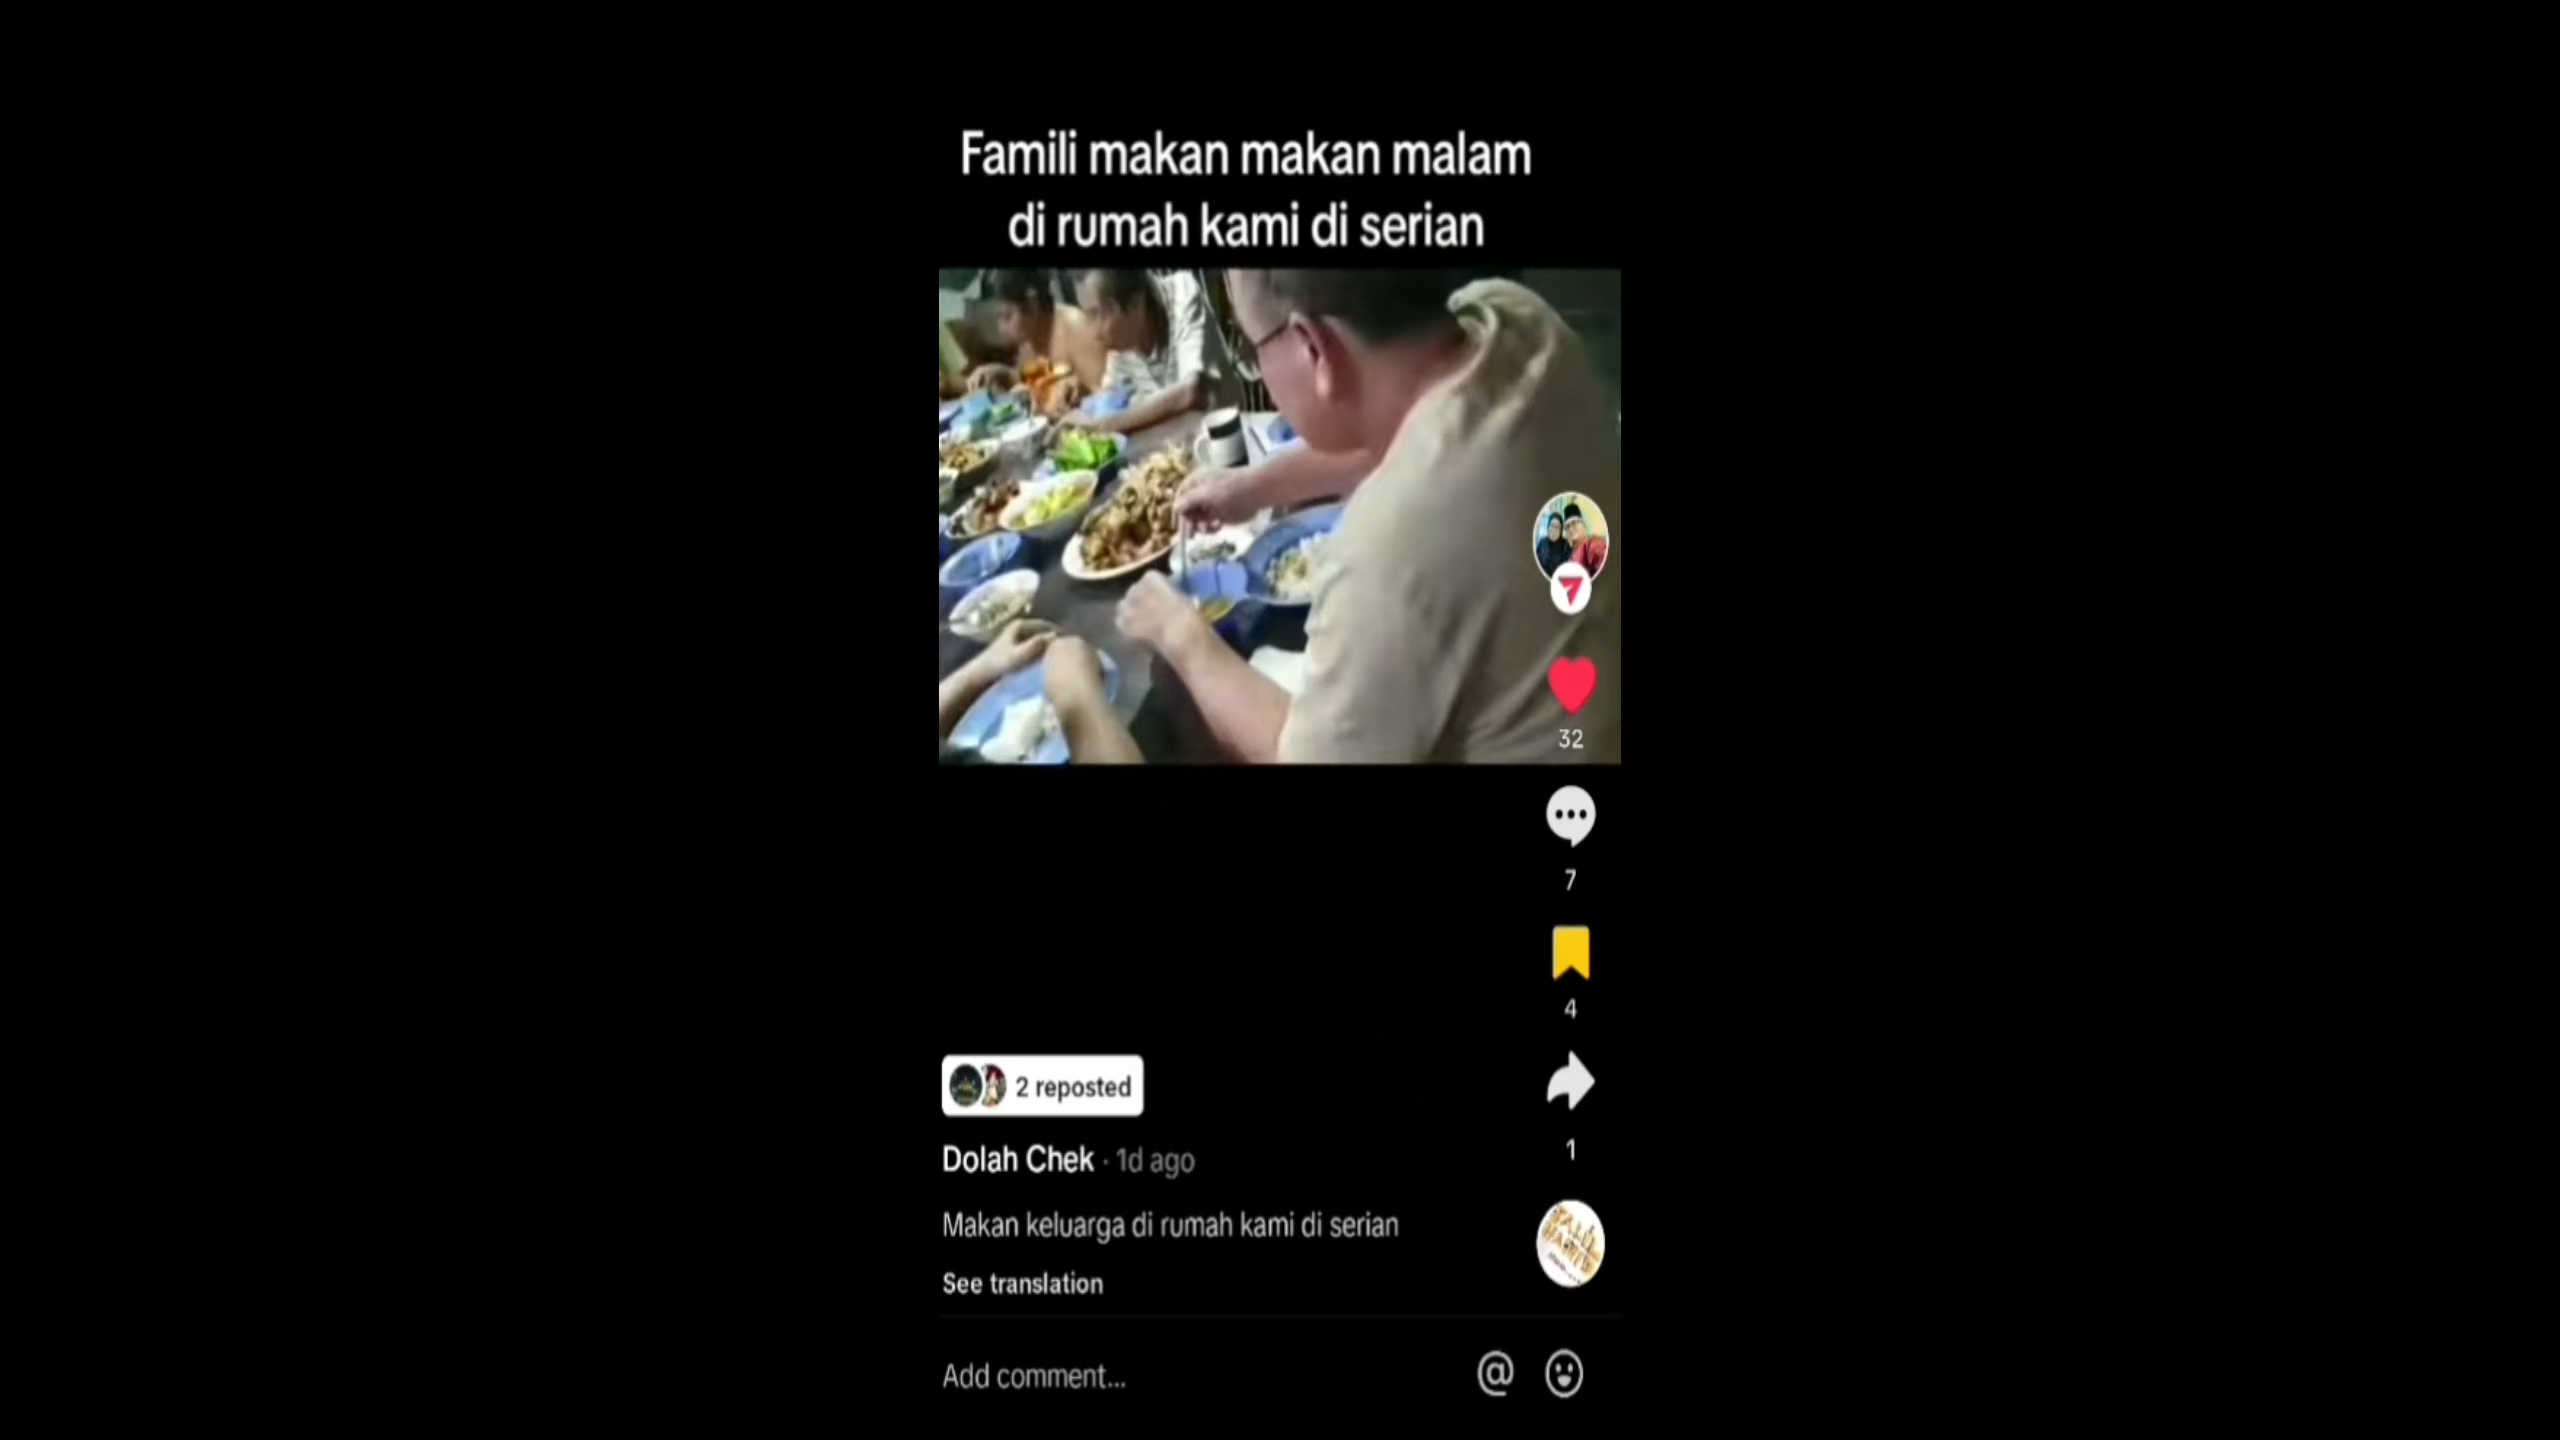 Famili makan makan malam
di rumah kami di serian
32
7
4
1
2 reposted
Dolah Chek · 1d ago
Makan keluarga di rumah kami di serian
See translation
Add comment...
@